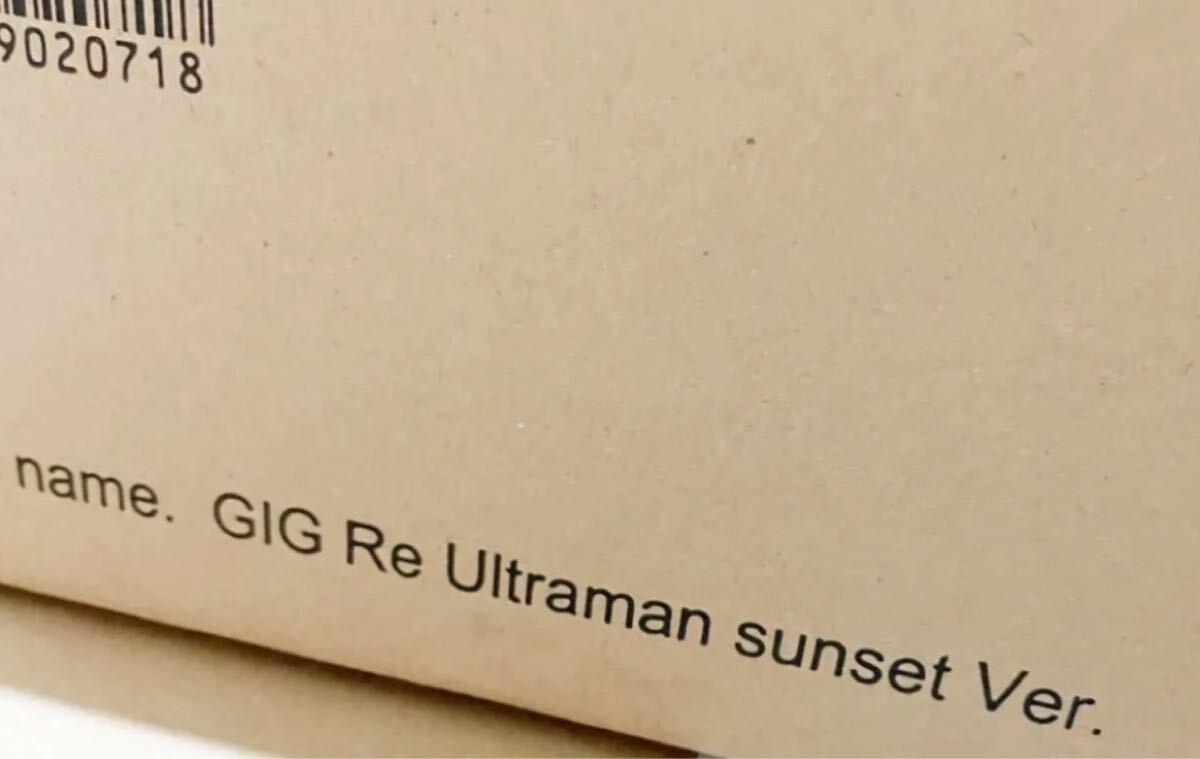 9020718
name. GIG Re Ultraman sunset Ver.